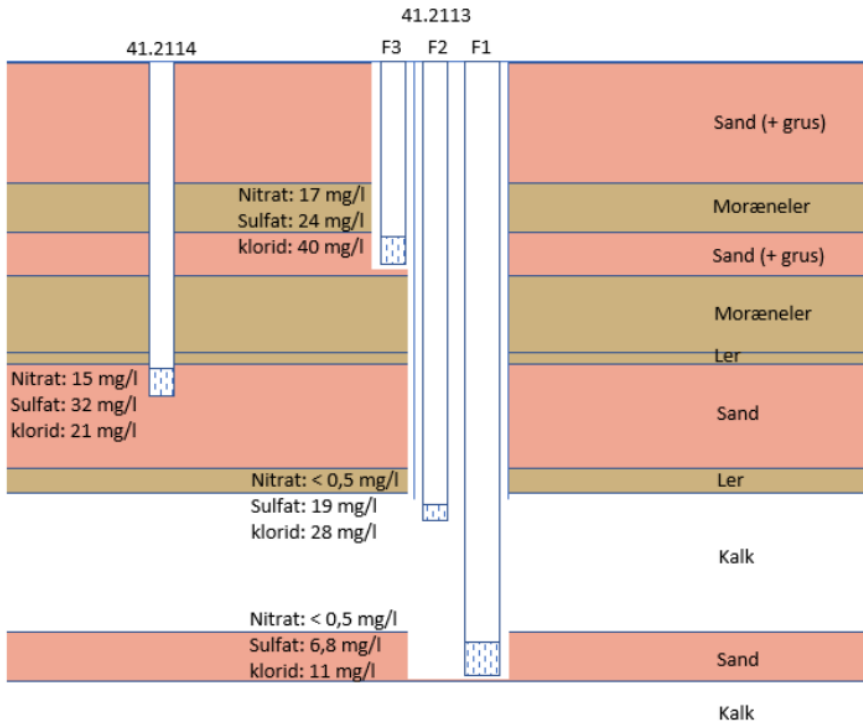 41.2113
41.2114
F3 F2 F1
Sand (+ grus)
Nitrat: 17 mg/l
Sulfat: 24 mg/l
klorid: 40 mg/l
Moræneler
Sand (+ grus)
Moræneler
Ler
Nitrat: 15 mg/l
Sulfat: 32 mg/l
klorid: 21 mg/l
Sand
Nitrat: < 0,5 mg/l
Sulfat: 19 mg/l
klorid: 28 mg/l
Ler
Kalk
Nitrat: < 0,5 mg/l
Sulfat: 6,8 mg/l
klorid: 11 mg/l
Sand
Kalk